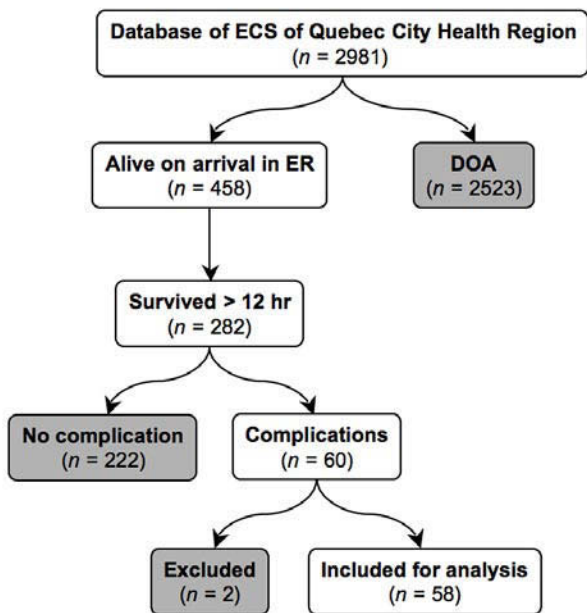 Database of ECS of Quebec City Health Region
(n = 2981)
Alive on arrival in ER
(n = 458)
DOA
(n = 2523)
Survived > 12 hr
(n = 282)
No complication
(n = 222)
Complications
(n = 60)
Excluded
(n = 2)
Included for analysis
(n = 58)